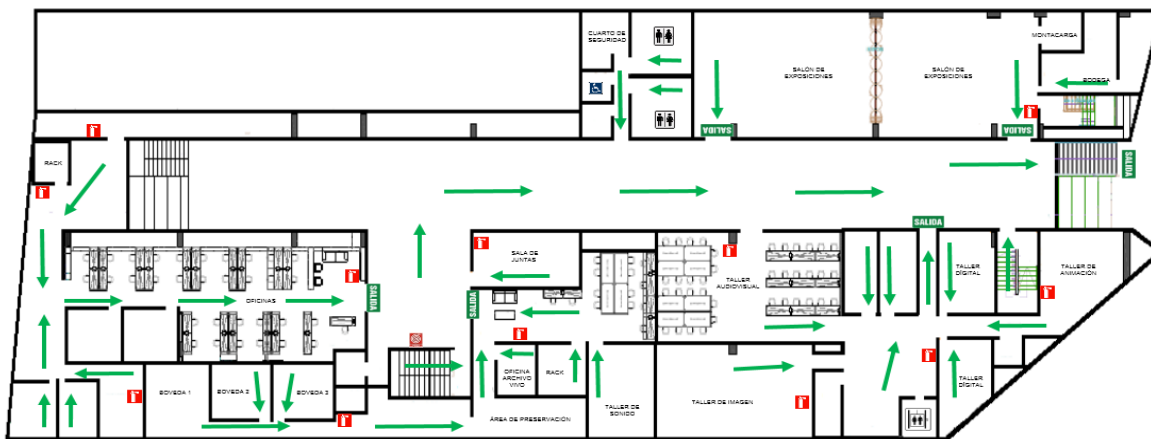 CUARTO DE
SEGURIDAD
MONTACARGA
SALÓN DE
EXPOSICIONES
SALÓN DE
EXPOSICIONES
BODEGA
SALIDA
SALIDA
SALIDA
RACK
SALIDA
SALA DE
JUNTAS
TALLER
AUDIOVISUAL
TALLER
DÍGITAL
TALLER DE
ANIMACIÓN
OFICINAS
SALIDA
SALIDA
OFICINA
ARCHIVO
VIVO
RACK
BOVEDA 1
BOVEDA 2
BOVEDA 3
TALLER
DÍGITAL
ÁREA DE PRESERVACIÓN
TALLER DE
SONIDO
TALLER DE IMAGEN